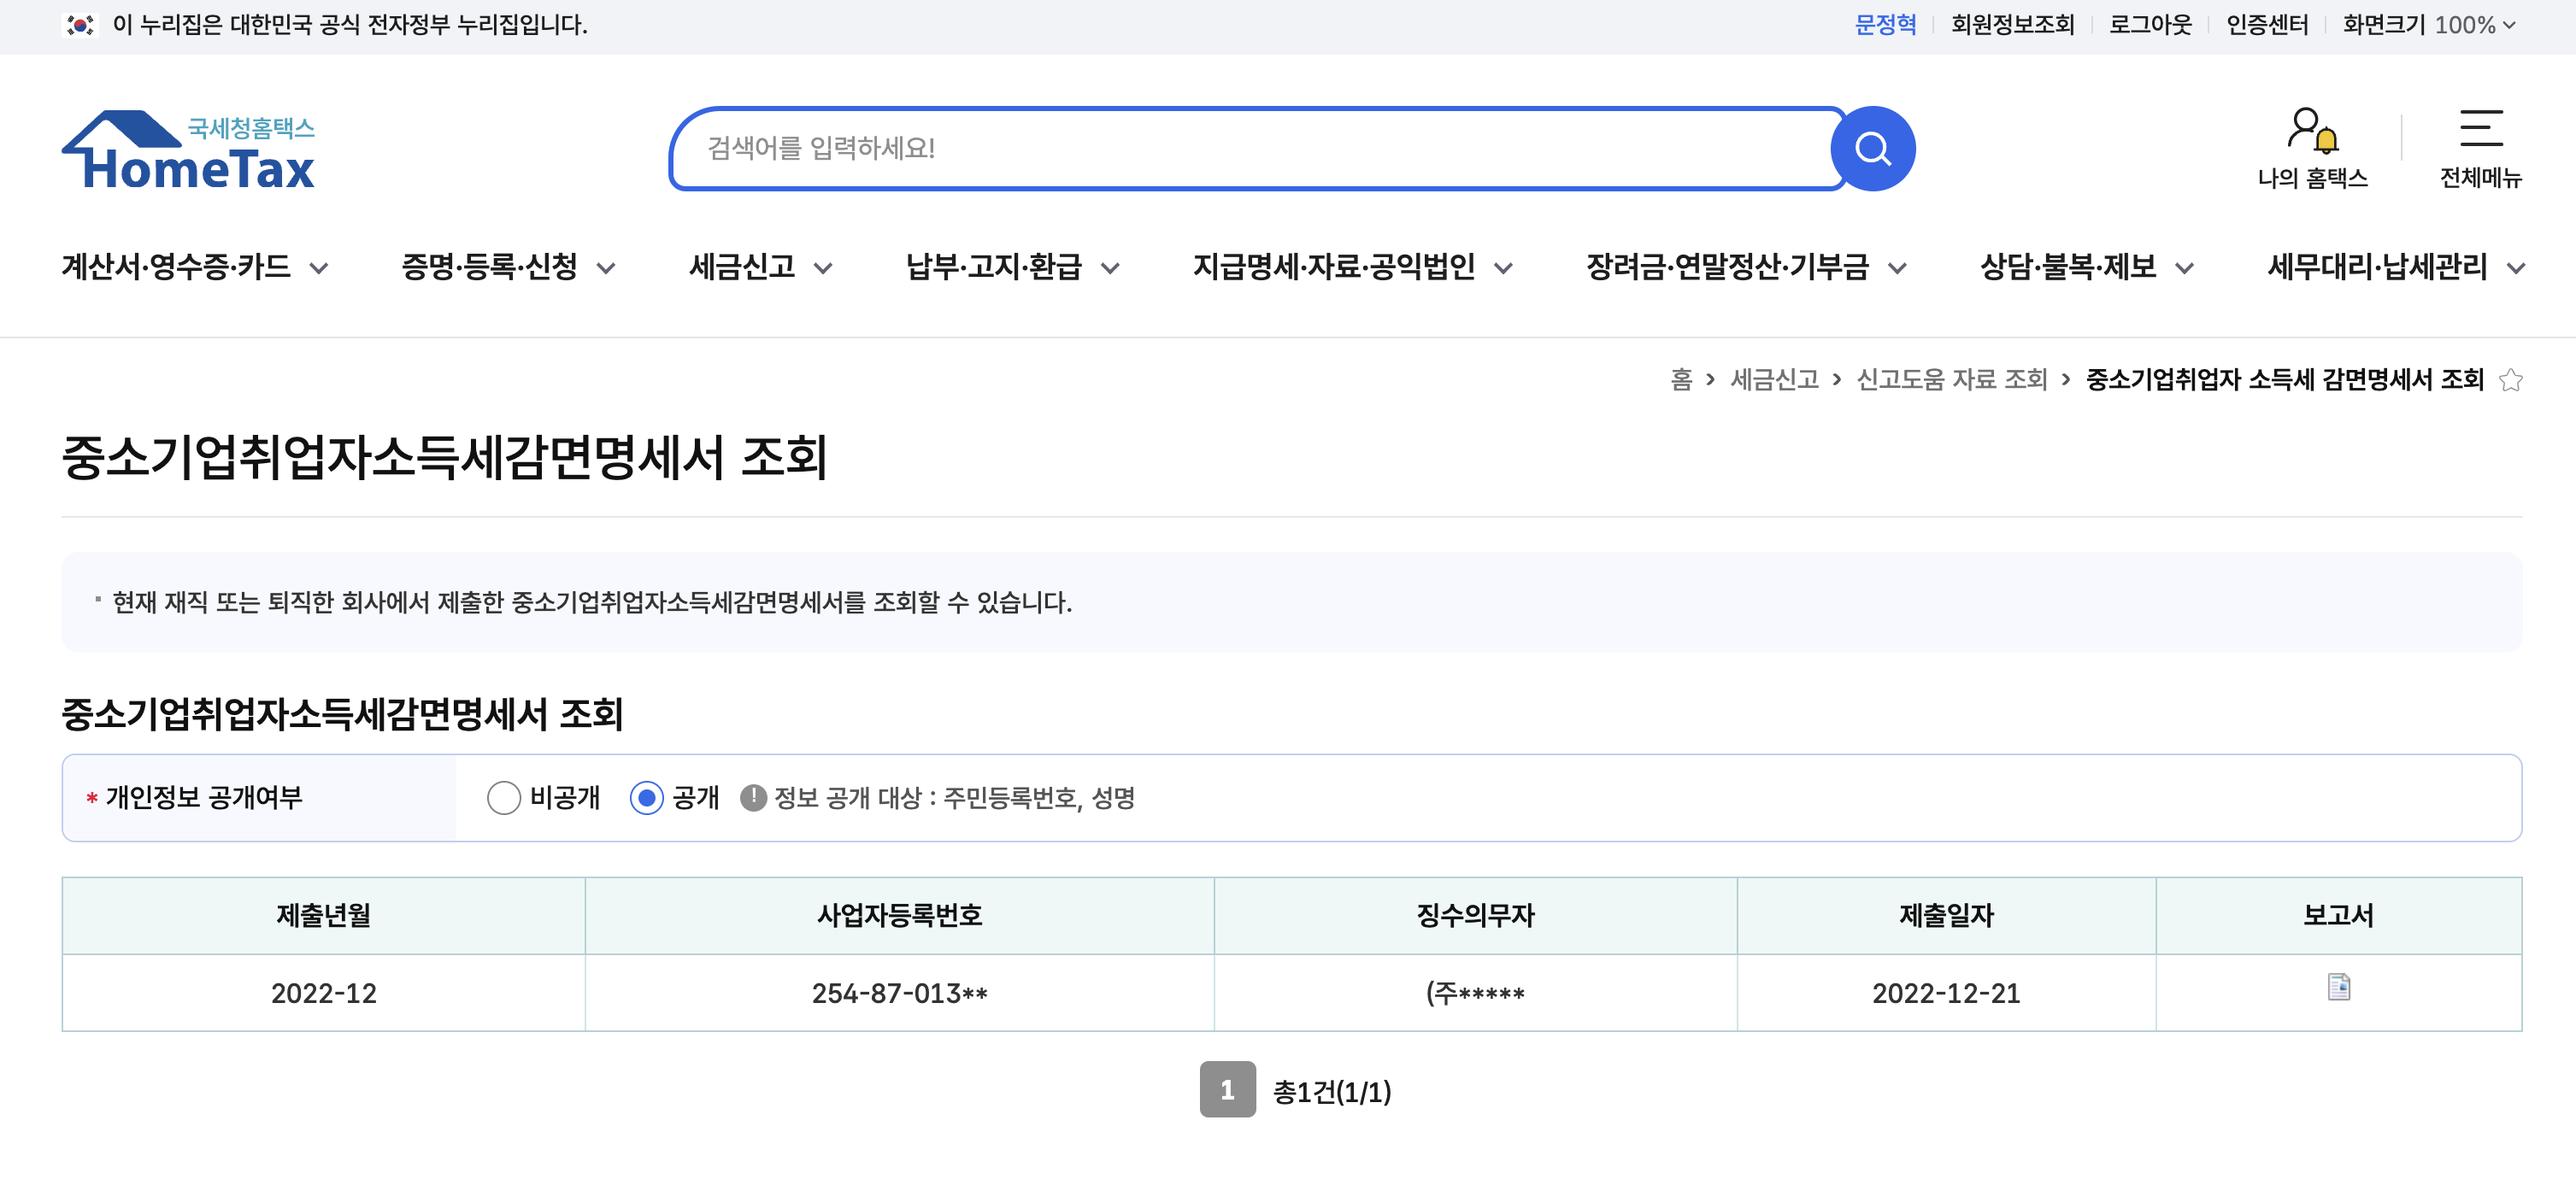 이 누리집은 대한민국 공식 전자정부 누리집입니다.
문정혁 회원정보조회 로그아웃 인증센터 화면크기 100%
국세청홈택스
HomeTax
검색어를 입력하세요!
나의 홈택스 전체메뉴
계산서·영수증·카드 증명·등록·신청 세금신고 납부·고지·환급 지급명세·자료·공익법인 장려금·연말정산·기부금 상담·불복·제보 세무대리·납세관리
홈 > 세금신고 > 신고도움 자료 조회 > 중소기업취업자 소득세 감면명세서 조회
중소기업취업자소득세감면명세서 조회
현재 재직 또는 퇴직한 회사에서 제출한 중소기업취업자소득세감면명세서를 조회할 수 있습니다.
중소기업취업자소득세감면명세서 조회
* 개인정보 공개여부 비공개 공개 ! 정보 공개 대상 : 주민등록번호, 성명
제출년월 사업자등록번호 징수의무자 제출일자 보고서
2022-12 254-87-013** (주***** 2022-12-21
1 총1건(1/1)